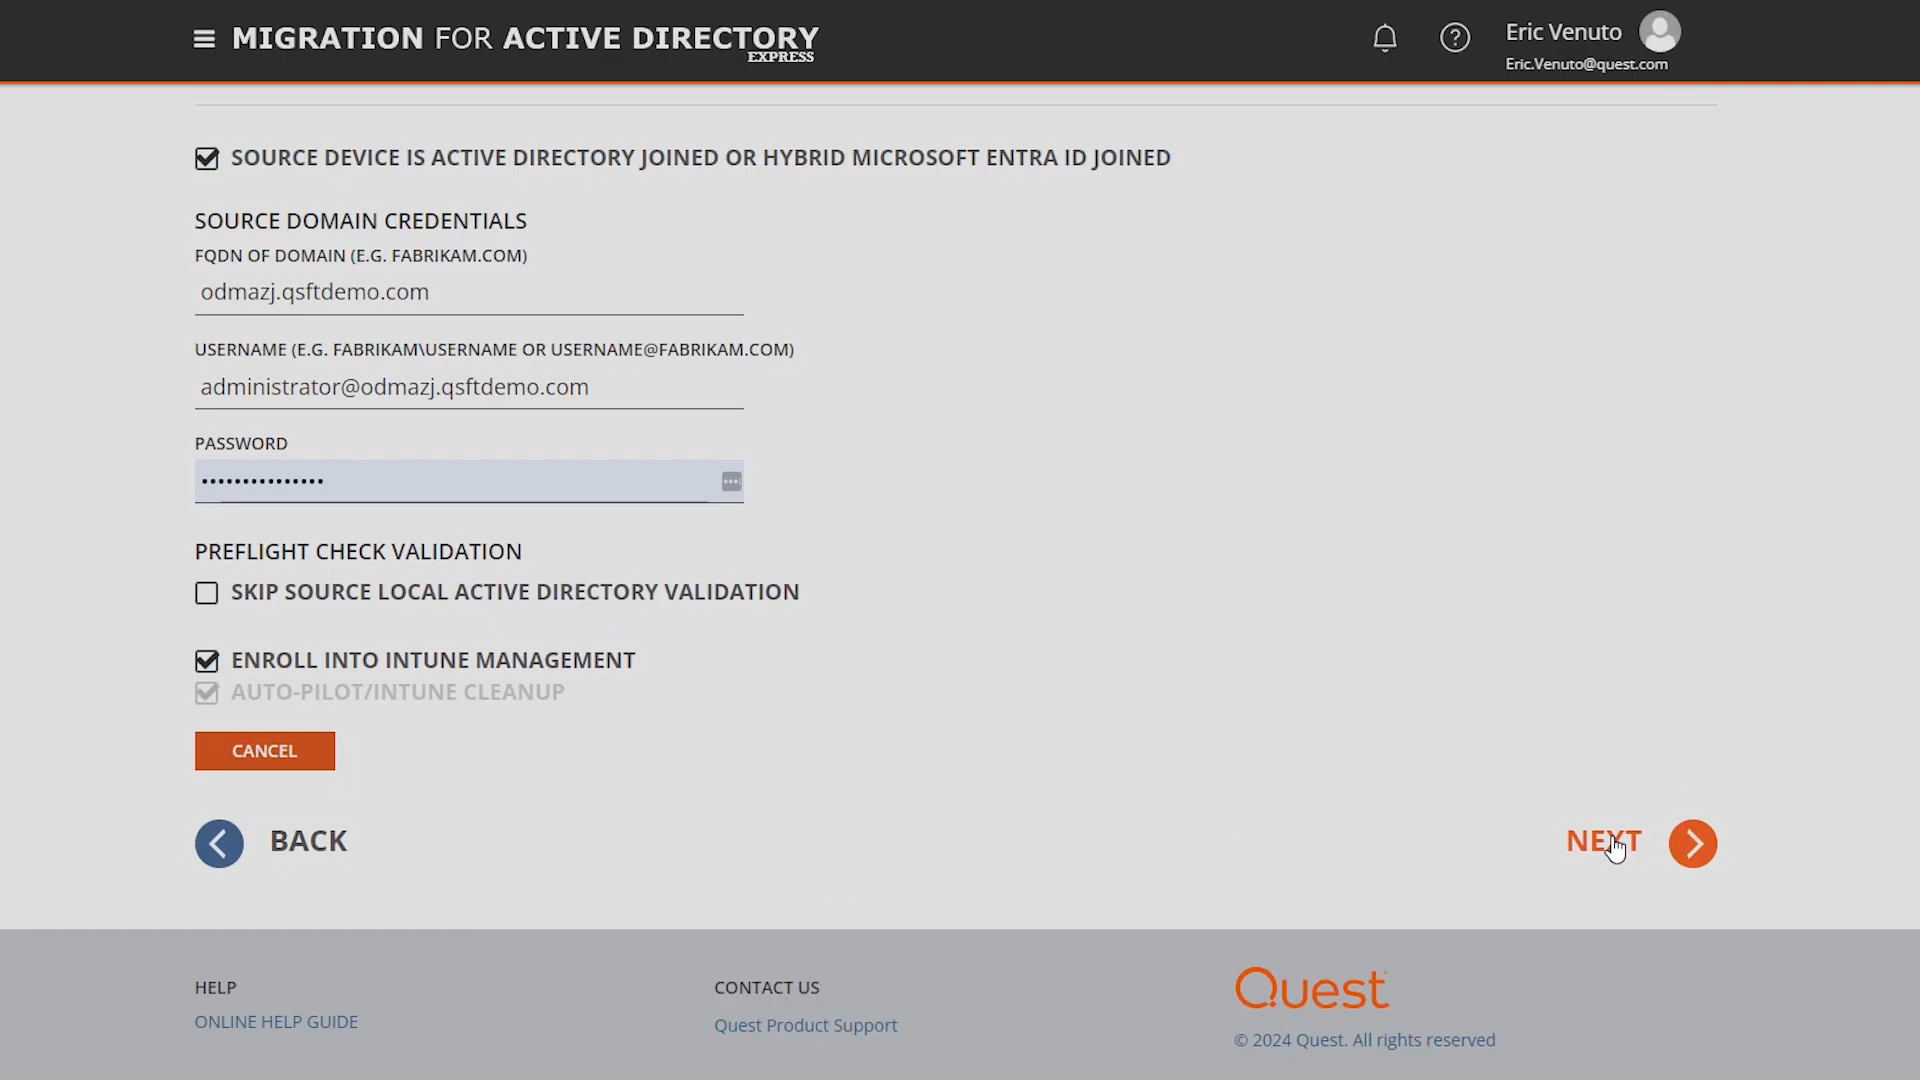 MIGRATION FOR ACTIVE DIRECTORY
EXPRESS
Eric Venuto
Eric.Venuto@quest.com
SOURCE DEVICE IS ACTIVE DIRECTORY JOINED OR HYBRID MICROSOFT ENTRA ID JOINED
SOURCE DOMAIN CREDENTIALS
FQDN OF DOMAIN (E.G. FABRIKAM.COM)
odmazj.qsftdemo.com
USERNAME (E.G. FABRIKAM\USERNAME OR USERNAME@FABRIKAM.COM)
administrator@odmazj.qsftdemo.com
PASSWORD
•••••••••••••••
PREFLIGHT CHECK VALIDATION
SKIP SOURCE LOCAL ACTIVE DIRECTORY VALIDATION
ENROLL INTO INTUNE MANAGEMENT
AUTO-PILOT/INTUNE CLEANUP
CANCEL
BACK
NEXT
HELP
ONLINE HELP GUIDE
CONTACT US
Quest Product Support
Quest
© 2024 Quest. All rights reserved